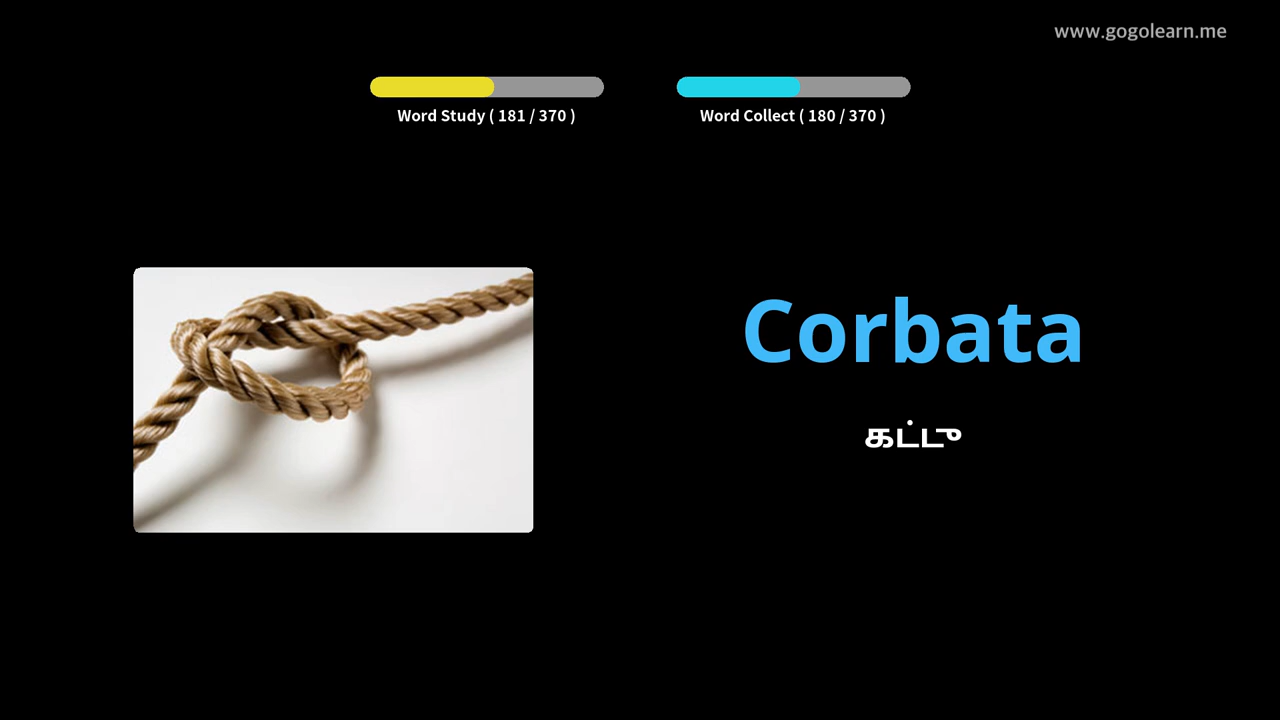 www.gogolearn.me
Word Study ( 181 / 370 )
Word Collect ( 180 / 370 )
Corbata
கட்டு